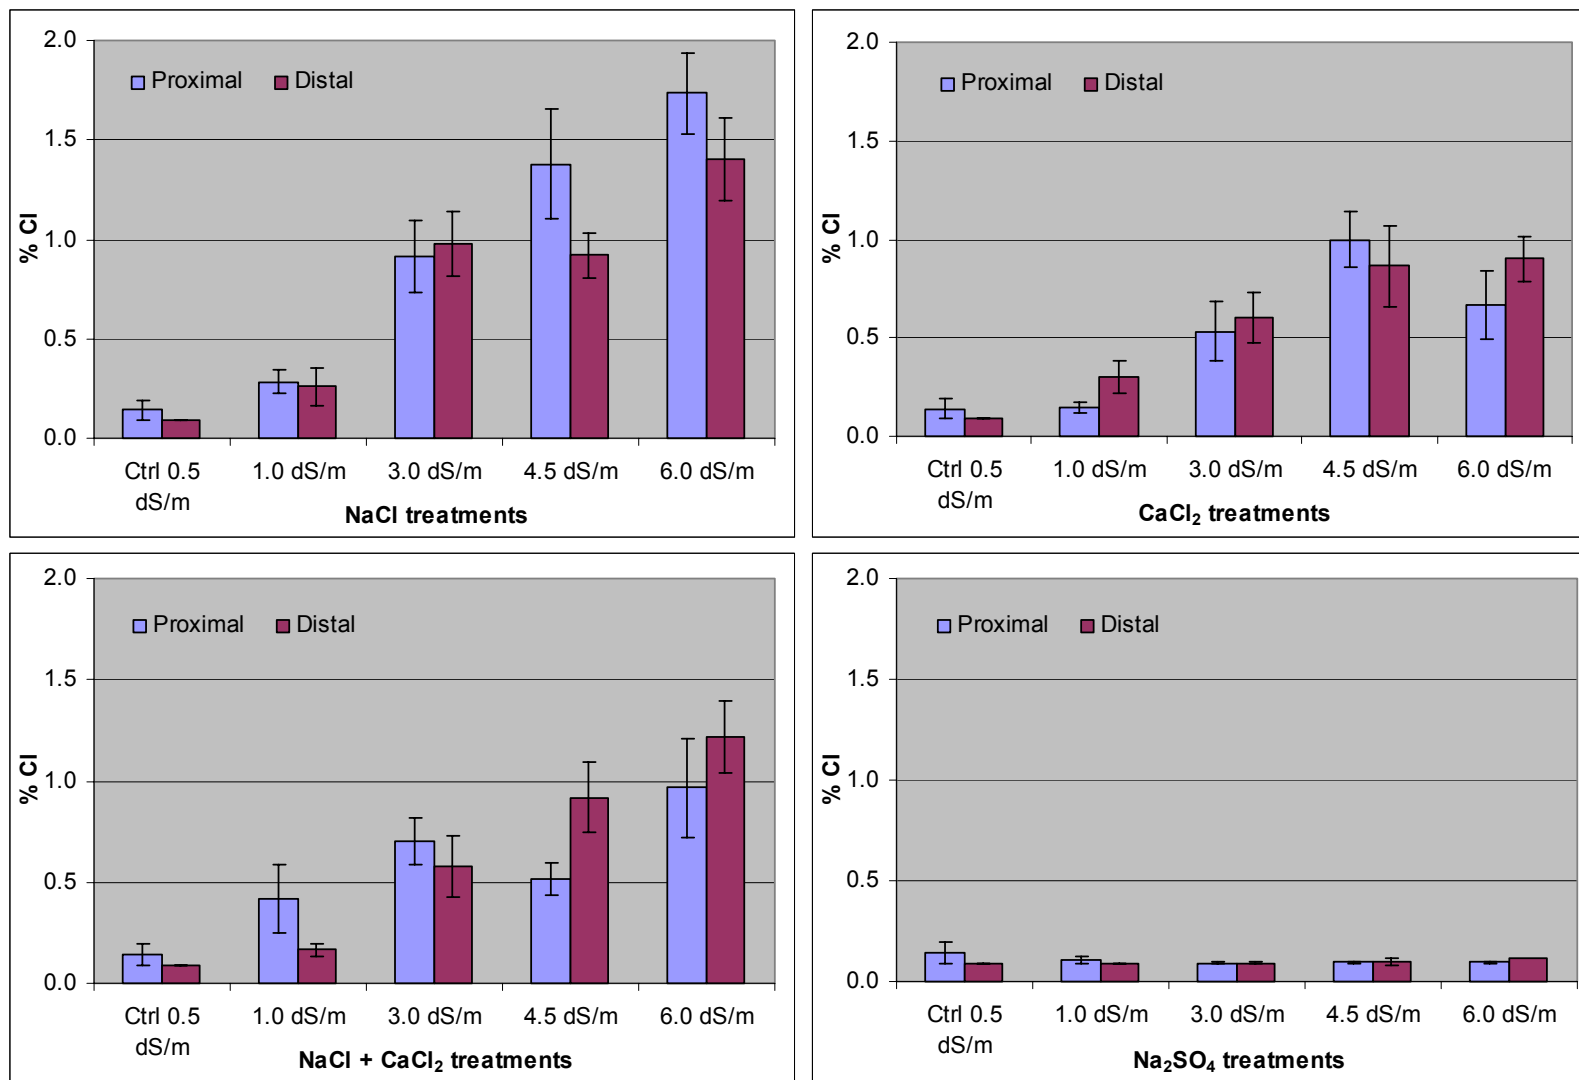 2.0
1.5
1.0
0.5
0.0
% Cl
Proximal Distal
Ctrl 0.5 dS/m
1.0 dS/m
3.0 dS/m
4.5 dS/m
6.0 dS/m
NaCl treatments
2.0
1.5
1.0
0.5
0.0
% Cl
Proximal Distal
Ctrl 0.5 dS/m
1.0 dS/m
3.0 dS/m
4.5 dS/m
6.0 dS/m
CaCl₂ treatments
2.0
1.5
1.0
0.5
0.0
% Cl
Proximal Distal
Ctrl 0.5 dS/m
1.0 dS/m
3.0 dS/m
4.5 dS/m
6.0 dS/m
NaCl + CaCl₂ treatments
2.0
1.5
1.0
0.5
0.0
% Cl
Proximal Distal
Ctrl 0.5 dS/m
1.0 dS/m
3.0 dS/m
4.5 dS/m
6.0 dS/m
Na₂SO₄ treatments